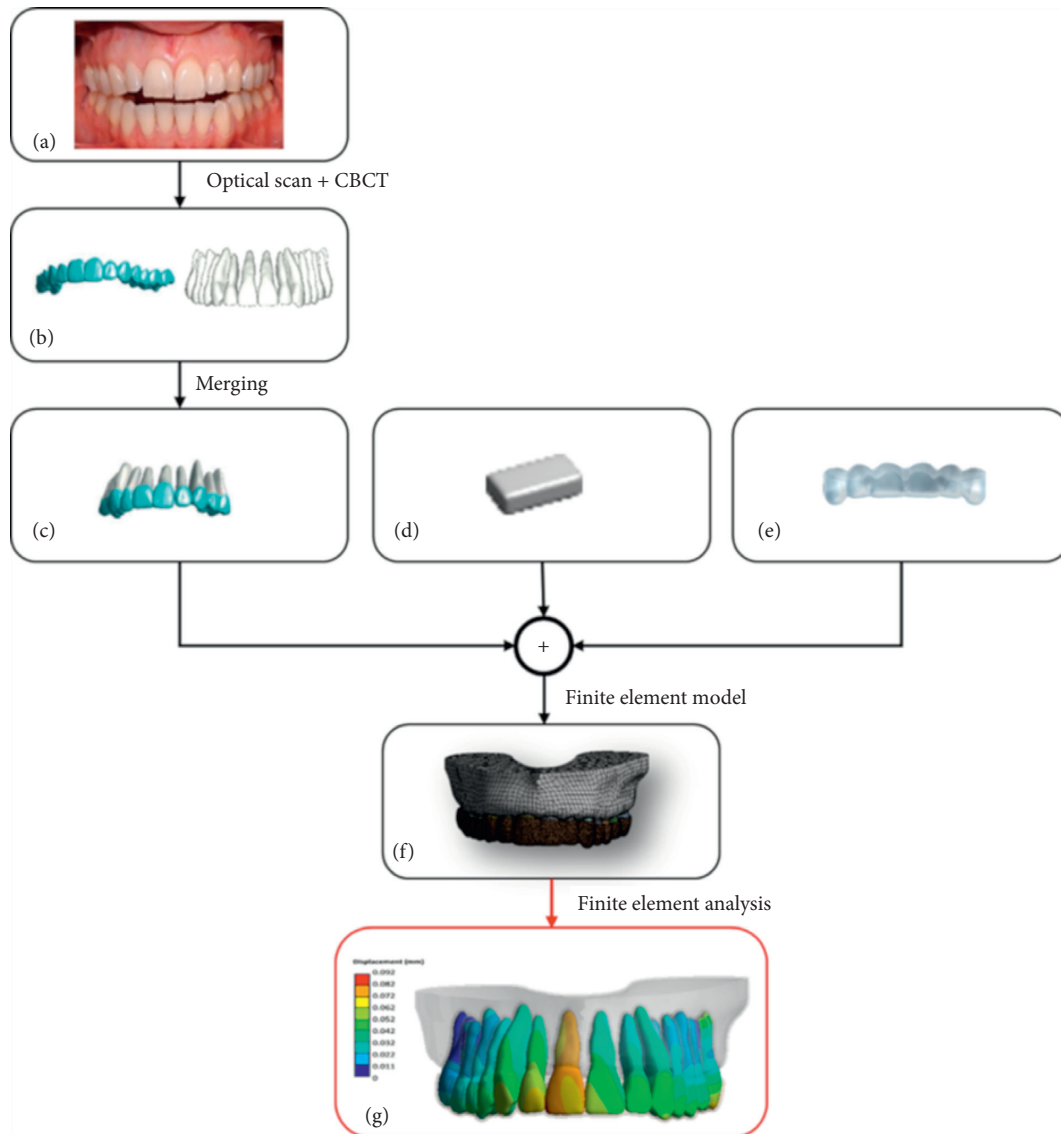 (a)
Optical scan + CBCT
(b)
Merging
(c)
(d)
(e)
+
Finite element model
(f)
Finite element analysis
Displacement (mm)
0.092
0.082
0.072
0.062
0.052
0.042
0.032
0.022
0.011
0
(g)